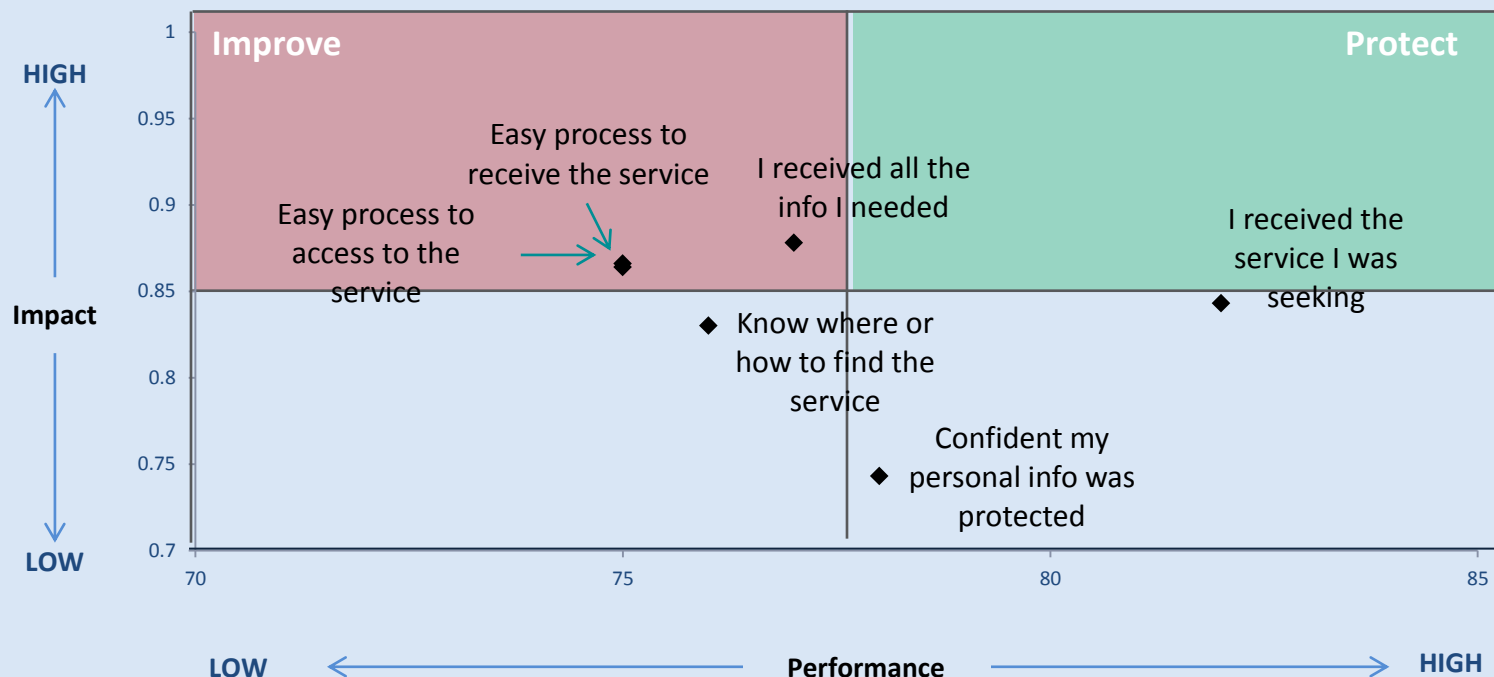 Improve
Protect
HIGH
Impact
LOW
1
0.95
0.9
0.85
0.8
0.75
0.7
Easy process to
receive the service
Easy process to
access to the
service
I received all the
info I needed
I received the
service I was
seeking
Know where or
how to find the
service
Confident my
personal info was
protected
70
75
80
85
LOW
Performance
HIGH